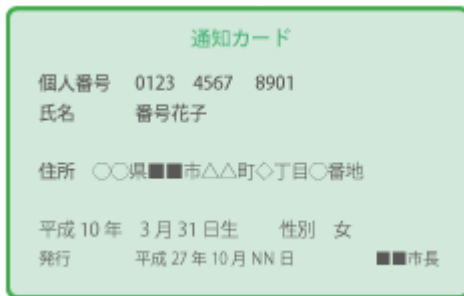 通知カード
個人番号 0123 4567 8901
氏名 番号花子
住所 ○○県■■市△△町◇丁目○番地
平成10年 3月31日生 性別 女
発行 平成27年10月NN日 ■■市長